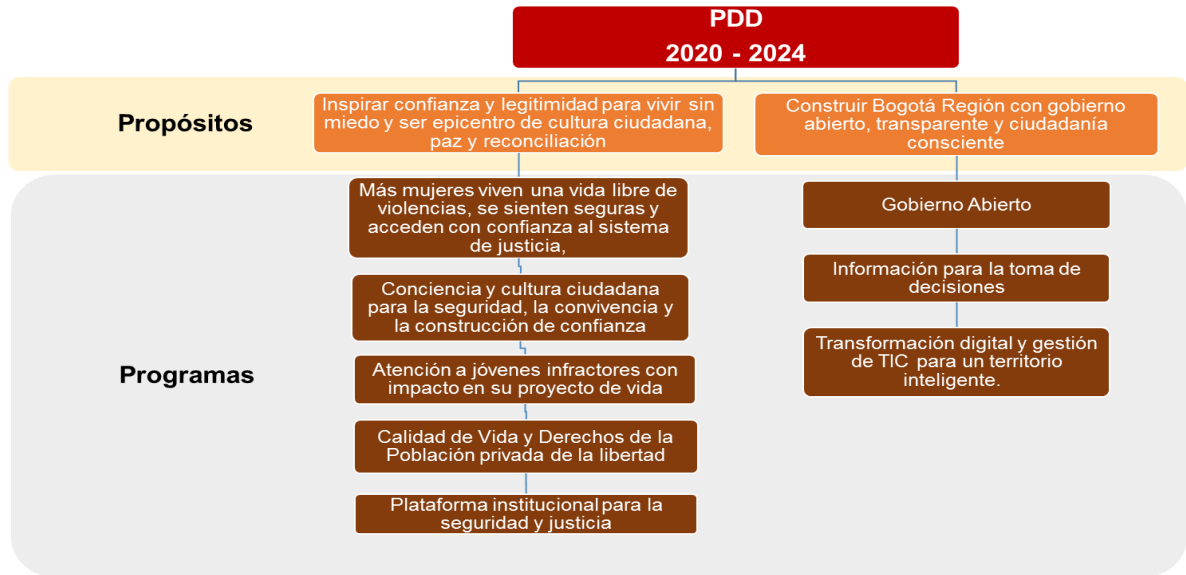 PDD
2020 - 2024
Propósitos
Inspirar confianza y legitimidad para vivir sin
miedo y ser epicentro de cultura ciudadana,
paz y reconciliación
Construir Bogotá Región con gobierno
abierto, transparente y ciudadanía
consciente
Programas
Más mujeres viven una vida libre de
violencias, se sienten seguras y
acceden con confianza al sistema
de justicia,
Conciencia y cultura ciudadana
para la seguridad, la convivencia y
la construcción de confianza
Atención a jóvenes infractores con
impacto en su proyecto de vida
Calidad de Vida y Derechos de la
Población privada de la libertad
Plataforma institucional para la
seguridad y justicia
Gobierno Abierto
Información para la toma de
decisiones
Transformación digital y gestión
de TIC para un territorio
inteligente.